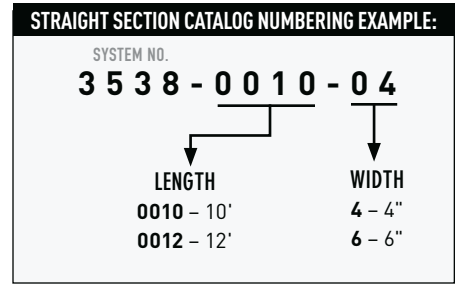 STRAIGHT SECTION CATALOG NUMBERING EXAMPLE:
SYSTEM NO.
3538-0010-04
LENGTH WIDTH
0010 – 10' 4 – 4"
0012 – 12' 6 – 6"